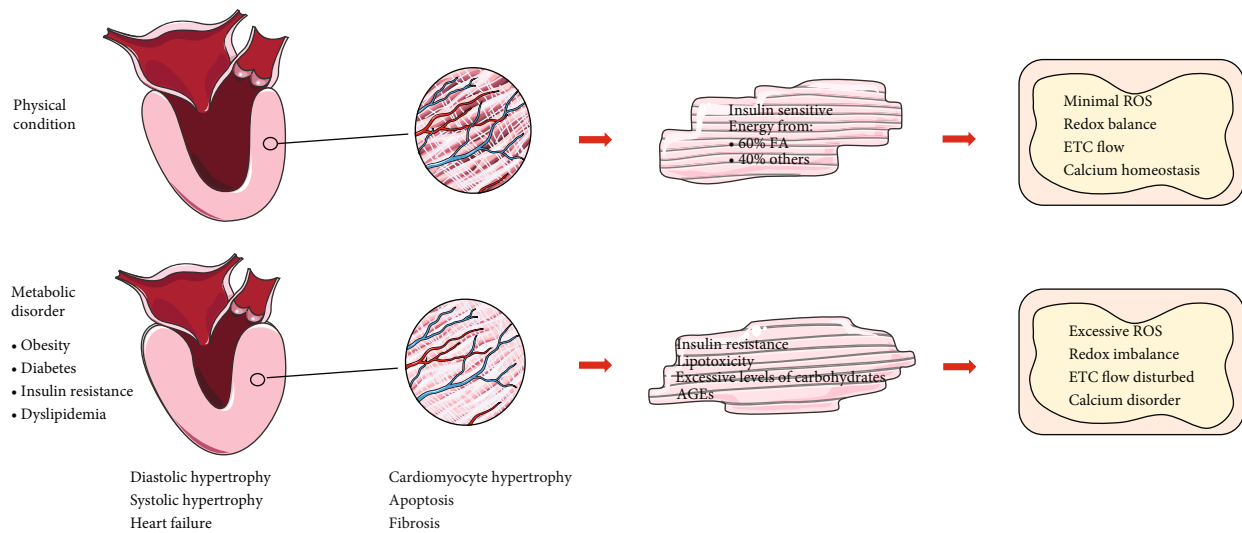 Physical
condition
Insulin sensitive
Energy from:
• 60% FA
• 40% others
Minimal ROS
Redox balance
ETC flow
Calcium homeostasis
Metabolic
disorder
• Obesity
• Diabetes
• Insulin resistance
• Dyslipidemia
Insulin resistance
Lipotoxicity
Excessive levels of carbohydrates
AGEs
Excessive ROS
Redox imbalance
ETC flow disturbed
Calcium disorder
Diastolic hypertrophy
Systolic hypertrophy
Heart failure
Cardiomyocyte hypertrophy
Apoptosis
Fibrosis